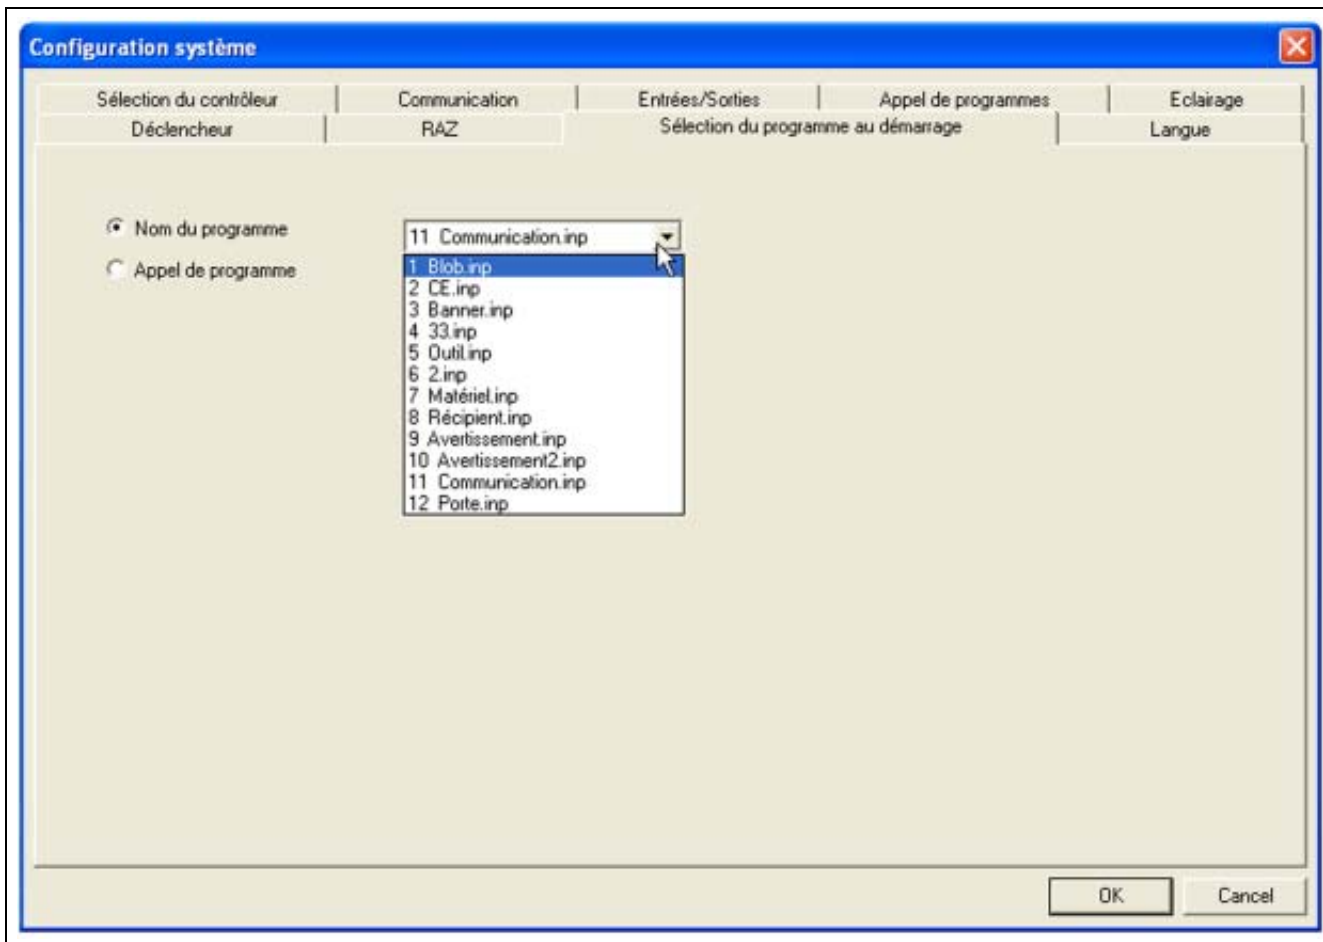 Configuration système
Sélection du contrôleur Communication Entrées/Sorties Appel de programmes Eclairage
Déclencheur RAZ Sélection du programme au démarrage Langue
Nom du programme 11 Communication.inp
Appel de programme
1 Blob.inp
2 CE.inp
3 Banner.inp
4 33.inp
5 Outil.inp
6 2.inp
7 Matériel.inp
8 Récipient.inp
9 Avertissement.inp
10 Avertissement2.inp
11 Communication.inp
12 Porte.inp
OK Cancel